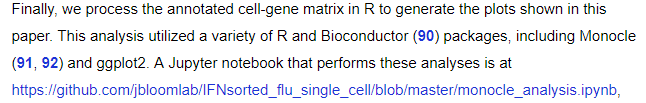 Finally, we process the annotated cell-gene matrix in R to generate the plots shown in this
paper. This analysis utilized a variety of R and Bioconductor (90) packages, including Monocle
(91, 92) and ggplot2. A Jupyter notebook that performs these analyses is at
https://github.com/jbloomlab/IFNsorted_flu_single_cell/blob/master/monocle_analysis.ipynb,